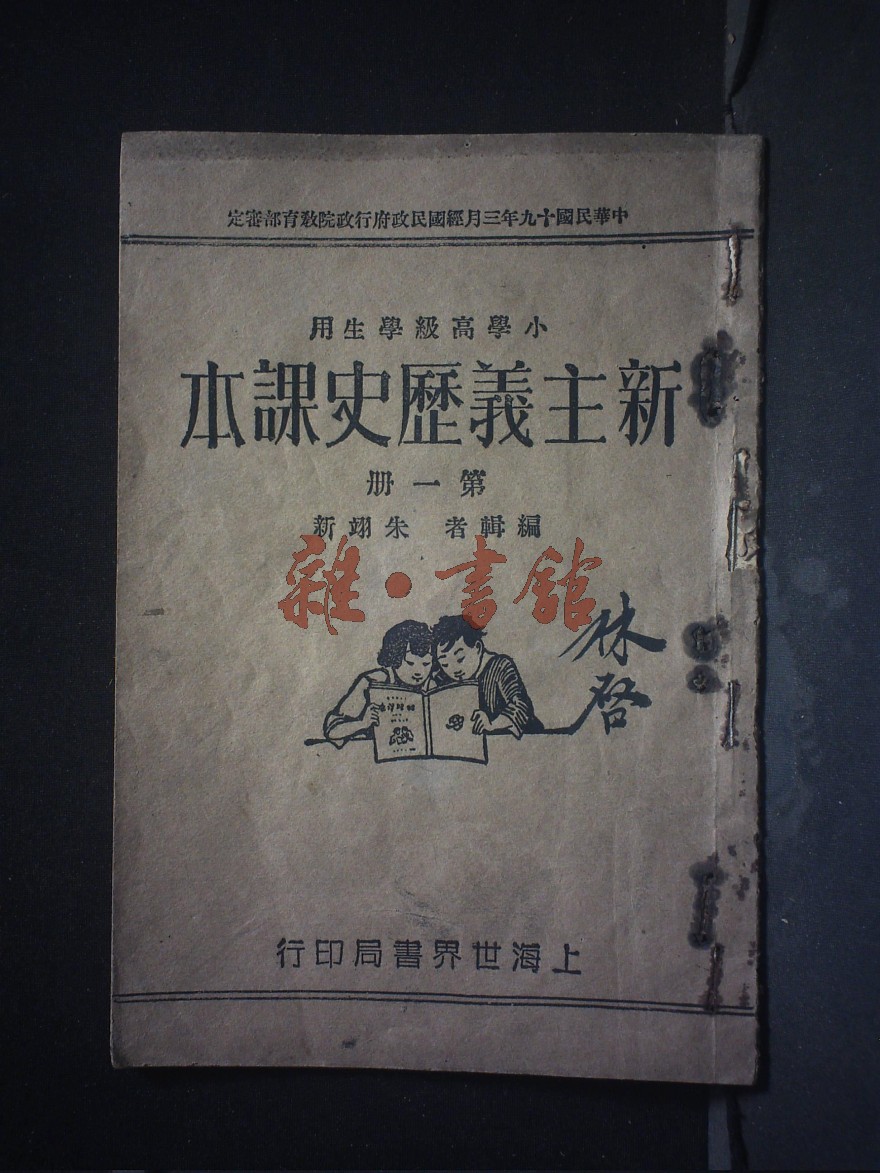 中華民國十九年三月經國民政府行政院教育部審定
小學高級學生用
新主義歷史課本
第一册
編輯者 朱翊新
雜·書館
林啓
上海世界書局印行